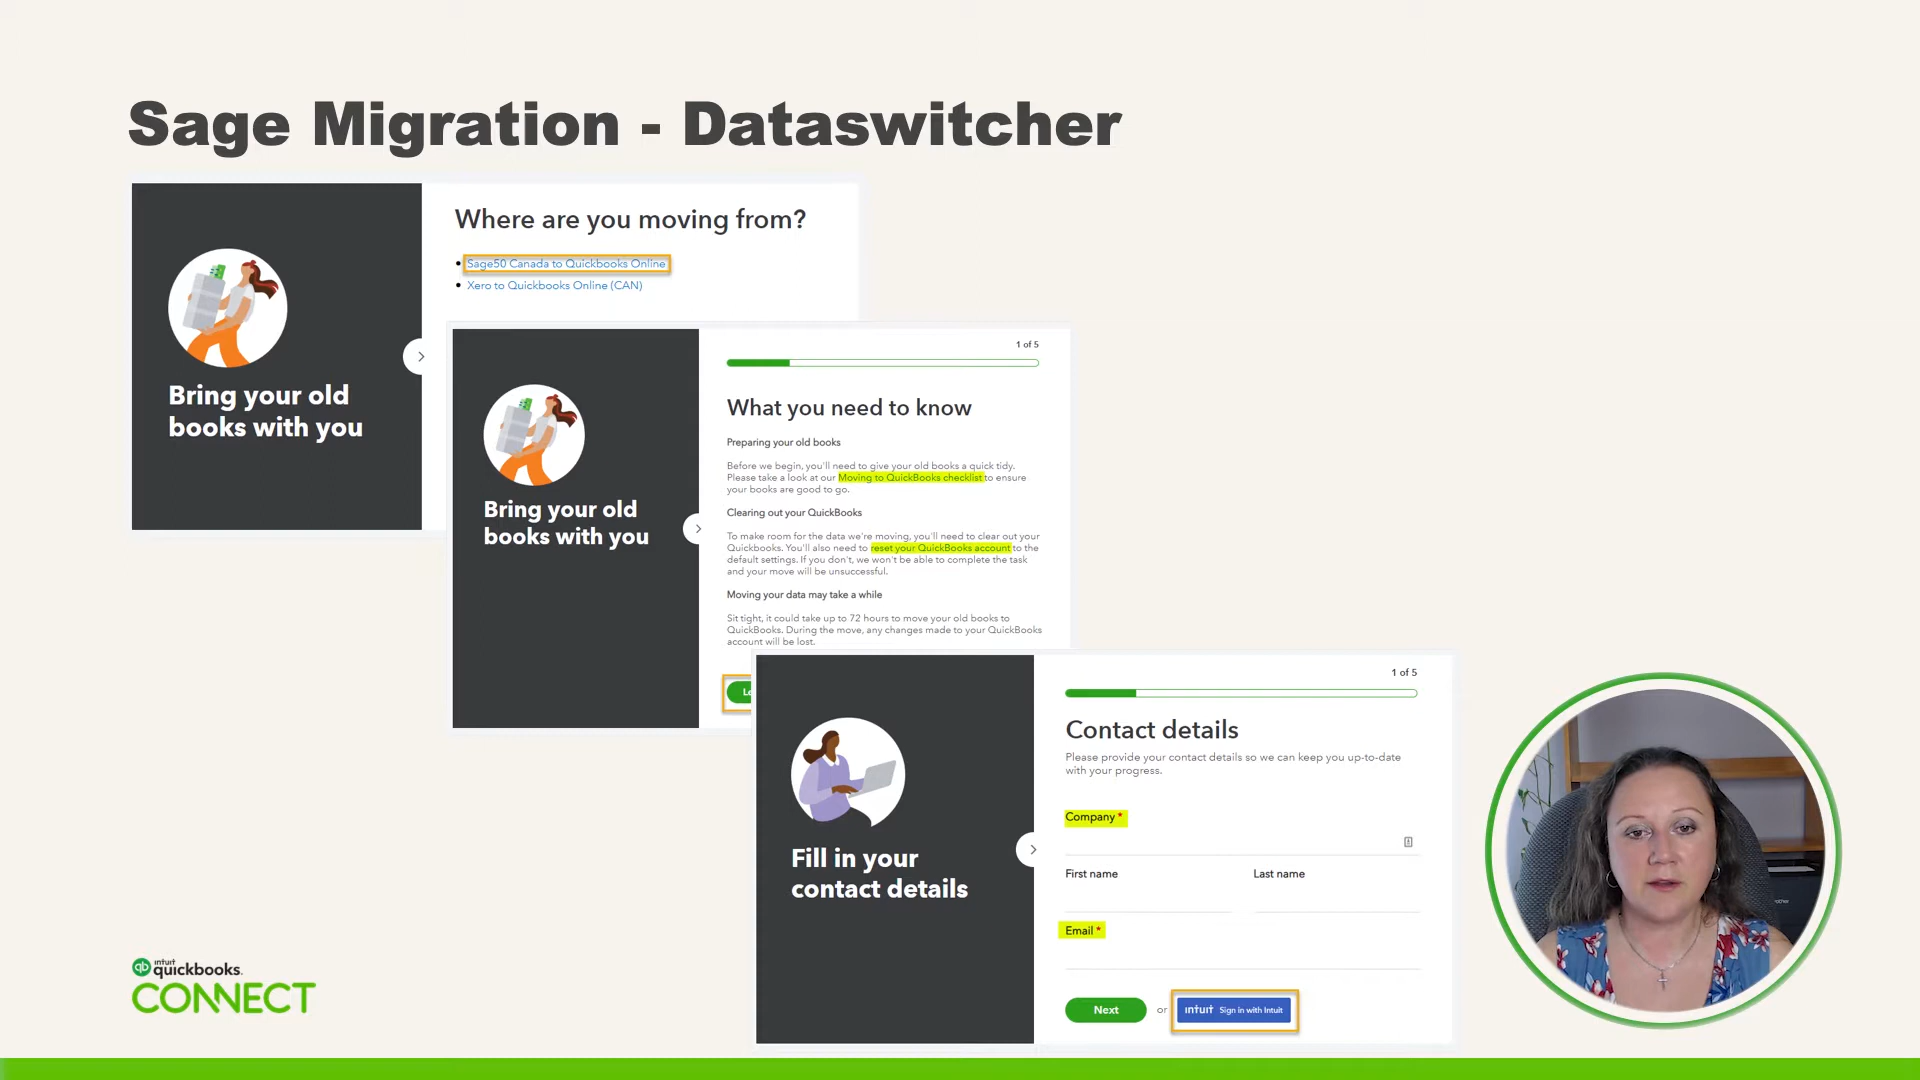 Sage Migration - Dataswitcher
Bring your old
books with you
Where are you moving from?
Sage50 Canada to Quickbooks Online
Xero to Quickbooks Online (CAN)
Bring your old
books with you
1 of 5
What you need to know
Preparing your old books
Before we begin, you'll need to give your old books a quick tidy.
Please take a look at our Moving to QuickBooks checklist to ensure
your books are good to go.
Clearing out your QuickBooks
To make room for the data we're moving, you'll need to clear out your
Quickbooks. You'll also need to reset your QuickBooks account to the
default settings. If you don't, we won't be able to complete the task
and your move will be unsuccessful.
Moving your data may take a while
Sit tight, it could take up to 72 hours to move your old books to
QuickBooks. During the move, any changes made to your QuickBooks
account will be lost.
Fill in your
contact details
1 of 5
Contact details
Please provide your contact details so we can keep you up-to-date
with your progress.
Company *
First name Last name
Email *
Next or intuit Sign in with Intuit
qb intuit quickbooks.
CONNECT